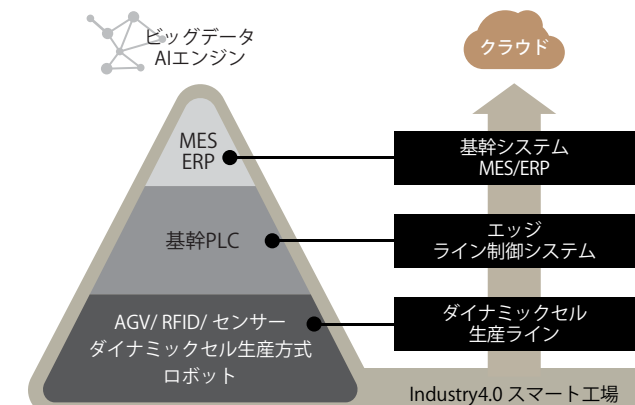 ビッグデータ
AIエンジン
クラウド
MES
ERP
基幹システム
MES/ERP
基幹PLC
エッジ
ライン制御システム
AGV/ RFID/ センサー
ダイナミックセル生産方式
ロボット
ダイナミックセル
生産ライン
Industry4.0 スマート工場